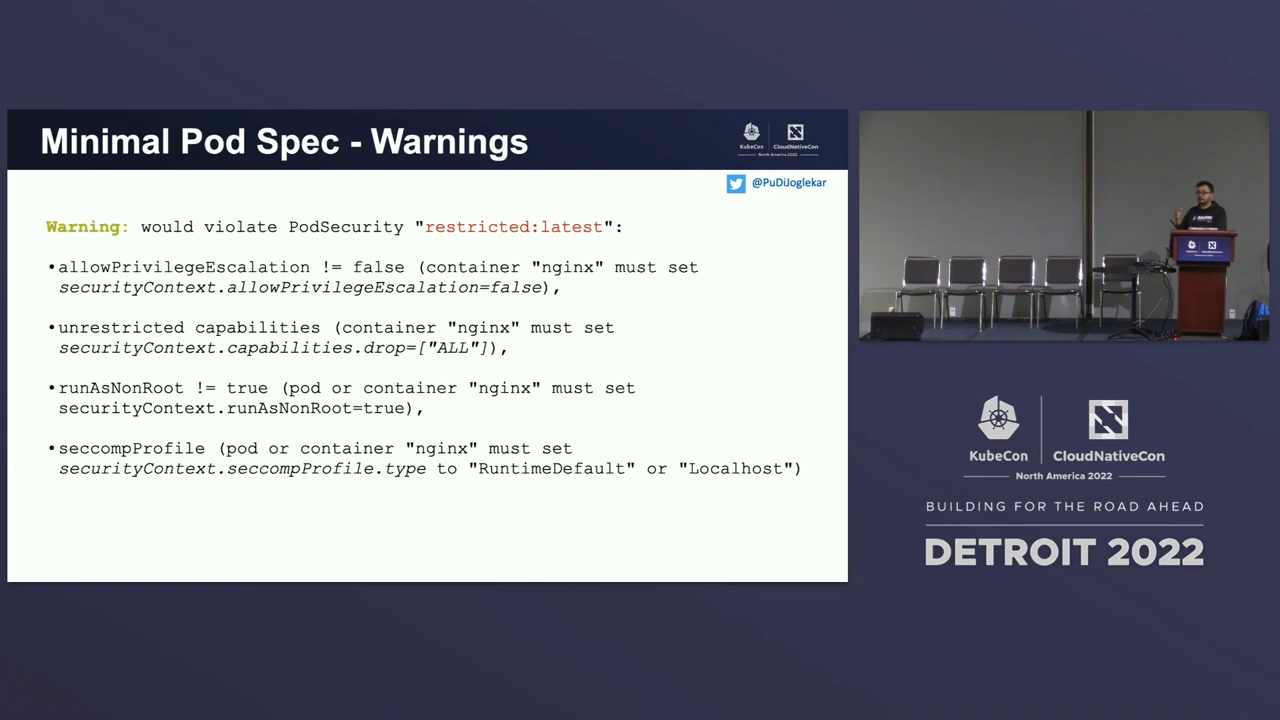 Minimal Pod Spec - Warnings
KubeCon
CloudNativeCon
North America 2022
@PuDiJoglekar
Warning: would violate PodSecurity "restricted:latest":
•allowPrivilegeEscalation != false (container "nginx" must set
securityContext.allowPrivilegeEscalation=false),
•unrestricted capabilities (container "nginx" must set
securityContext.capabilities.drop=["ALL"]),
•runAsNonRoot != true (pod or container "nginx" must set
securityContext.runAsNonRoot=true),
•seccompProfile (pod or container "nginx" must set
securityContext.seccompProfile.type to "RuntimeDefault" or "Localhost")
KubeCon
CloudNativeCon
North America 2022
BUILDING FOR THE ROAD AHEAD
DETROIT 2022